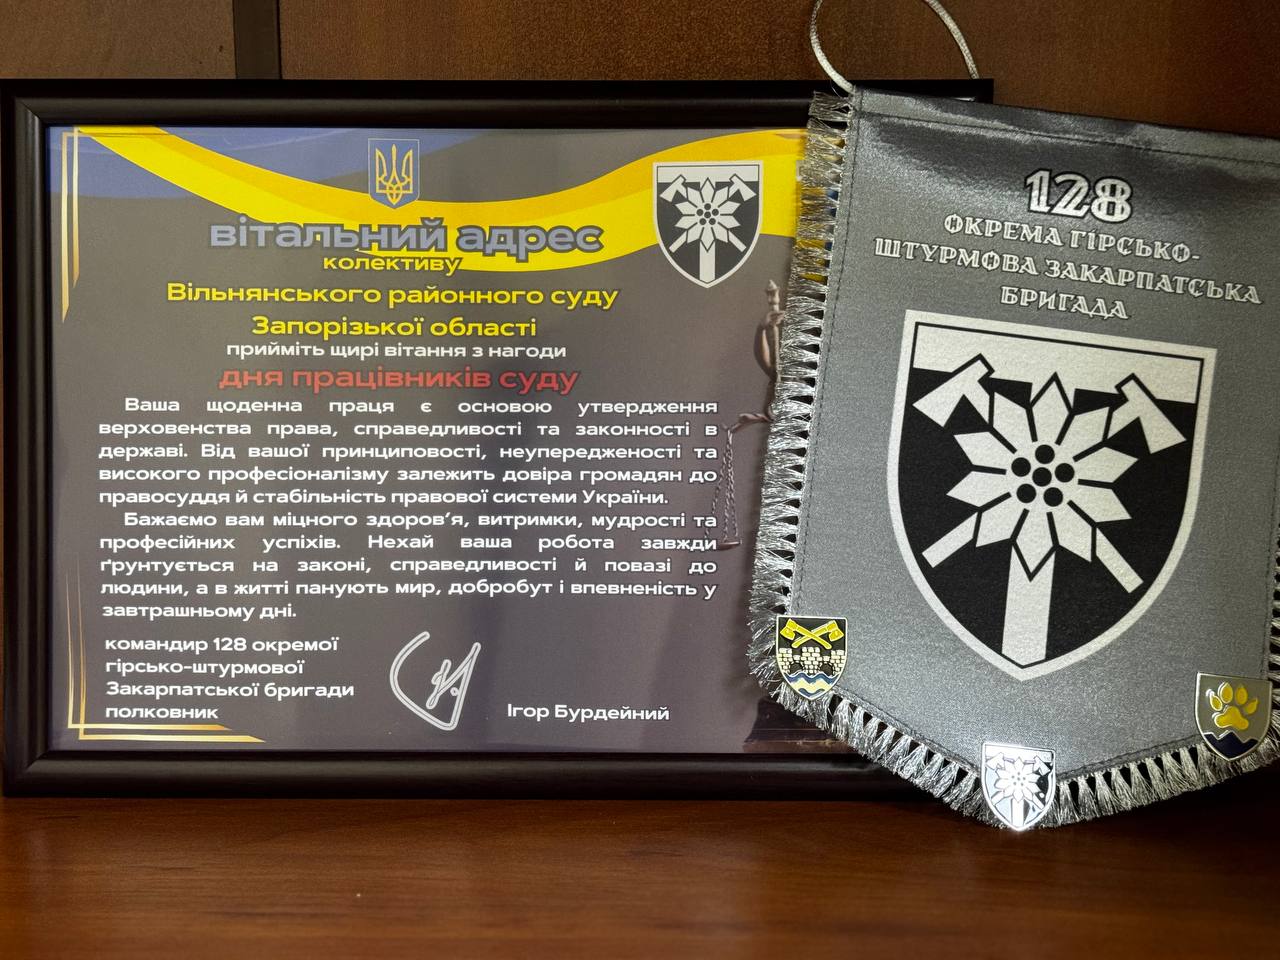 вітальний адрес
колективу
Вільнянського районного суду
Запорізької області
прийміть щирі вітання з нагоди
дня працівників суду
Ваша щоденна праця є основою утвердження
верховенства права, справедливості та законності в
державі. Від вашої принциповості, неупередженості та
високого професіоналізму залежить довіра громадян до
правосуддя й стабільність правової системи України.
Бажаємо вам міцного здоров’я, витримки, мудрості та
професійних успіхів. Нехай ваша робота завжди
ґрунтується на законі, справедливості й повазі до
людини, а в житті панують мир, добробут і впевненість у
завтрашньому дні.
командир 128 окремої
гірсько-штурмової
Закарпатської бригади
полковник
Ігор Бурдейний
128
ОКРЕМА ГІРСЬКО-
ШТУРМОВА ЗАКАРПАТСЬКА
БРИГАДА